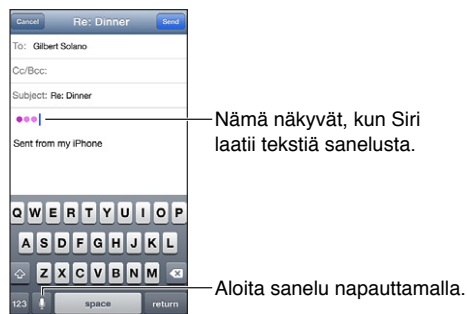 Cancel Re: Dinner Send
To: Gilbert Solano
Cc/Bcc:
Subject: Re: Dinner
Nämä näkyvät, kun Siri
laatii tekstiä sanelusta.
Sent from my iPhone
Q W E R T Y U I O P
A S D F G H J K L
Z X C V B N M
Aloita sanelu napauttamalla.
123 space return